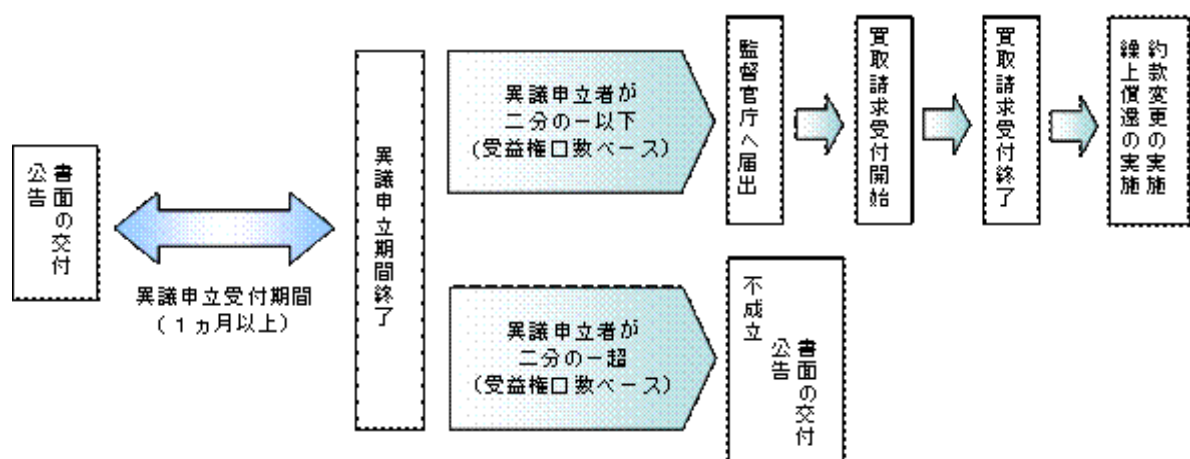 書面の交付
公告
異議申立受付期間
(1ヵ月以上)
異議申立期間終了
異議申立者が
二分の一以下
(受益権口数ベース)
監督官庁へ届出
買取請求受付開始
買取請求受付終了
約款変更の実施
繰上償還の実施
異議申立者が
二分の一超
(受益権口数ベース)
不成立
書面の交付
公告